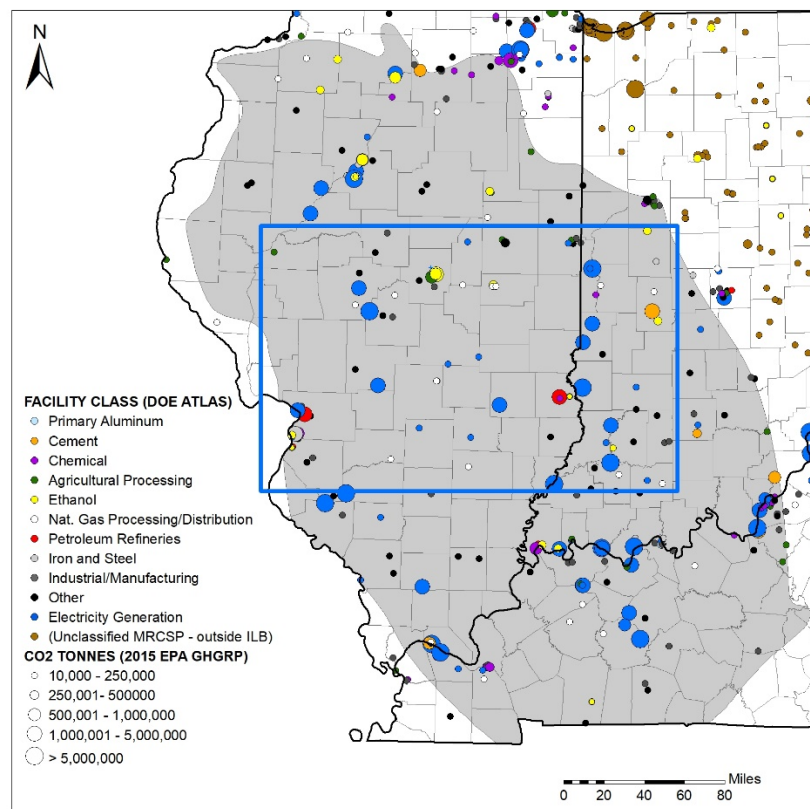 N
FACILITY CLASS (DOE ATLAS)
Primary Aluminum
Cement
Chemical
Agricultural Processing
Ethanol
Nat. Gas Processing/Distribution
Petroleum Refineries
Iron and Steel
Industrial/Manufacturing
Other
Electricity Generation
(Unclassified MRCSP - outside ILB)
CO2 TONNES (2015 EPA GHGRP)
10,000 - 250,000
250,001- 500000
500,001 - 1,000,000
1,000,001 - 5,000,000
> 5,000,000
Miles
0 20 40 60 80